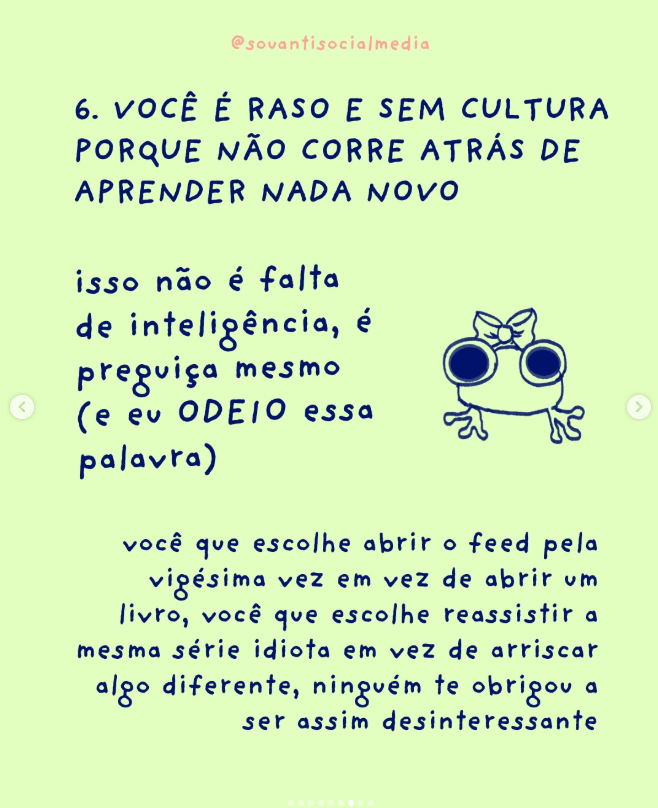 @souantisocialmedia
6. VOCÊ É RASO E SEM CULTURA
PORQUE NÃO CORRE ATRÁS DE
APRENDER NADA NOVO
isso não é falta
de inteligência, é
preguiça mesmo
(e eu ODEIO essa
palavra)
você que escolhe abrir o feed pela
vigésima vez em vez de abrir um
livro, você que escolhe reassistir a
mesma série idiota em vez de arriscar
algo diferente, ninguém te obrigou a
ser assim desinteressante